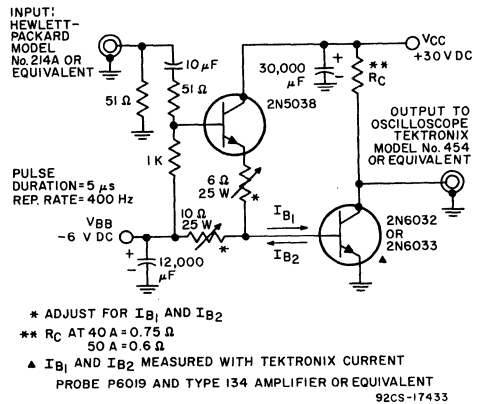 INPUT:
HEWLETT-
PACKARD
MODEL
No. 214A OR
EQUIVALENT
10 µF
51 Ω
51 Ω
2N5038
30,000
µF
+
−
** RC
VCC
+30 V DC
OUTPUT TO
OSCILLOSCOPE
TEKTRONIX
MODEL No. 454
OR EQUIVALENT
1 K
6 Ω
25 W
*
PULSE
DURATION = 5 µs
REP. RATE = 400 Hz
VBB
−6 V DC
10 Ω
25 W
*
IB1
IB2
2N6032
OR
2N6033
▲
+
−
12,000
µF
* ADJUST FOR IB1 AND IB2
** RC AT 40 A = 0.75 Ω
50 A = 0.6 Ω
▲ IB1 AND IB2 MEASURED WITH TEKTRONIX CURRENT
PROBE P6019 AND TYPE 134 AMPLIFIER OR EQUIVALENT
92CS-17433